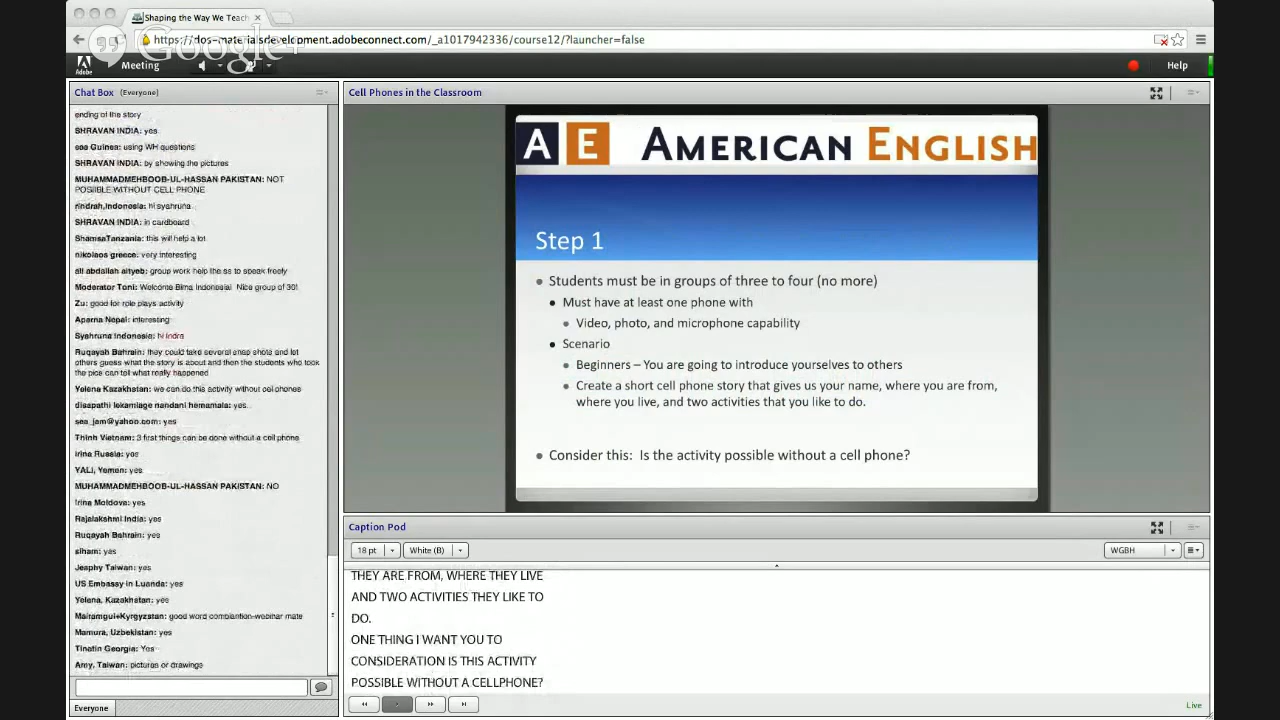 Shaping the Way We Teach
Google+
https://dos-materialsdevelopment.adobeconnect.com/_a1017942336/course12/?launcher=false
Adobe
Meeting
Help
Chat Box (Everyone)
ending of the story
SHRAVAN INDIA: yes
using WH questions
SHRAVAN INDIA: by showing the pictures
MUHAMMADMEHBOOB-UL-HASSAN PAKISTAN: NOT
POSIIBLE WITHOUT CELL PHONE
rindrah,Indonesia: hi syahruna
SHRAVAN INDIA: in cardboard
ShamsaTanzania: this will help a lot
nikolaos greece: very interesting
ali abdallah altyeb: group work help the ss to speak freely
Moderator Toni: Welcome Bima Indonesia! Nice group of 30!
Zu: good for role plays activity
Aparna Nepal: interesting
Syahruna Indonesia: hi indra
Ruqayah Bahrain: they could take several snap shots and let
others guess what the story is about and then the students who took
the pice can tell what really happened
Yelena Kazakhstan: we can do this activity without cel phones
disapathi lekamlage nandani hemamala: yes.
sea_jam@yahoo.com: yes
Thinh Vietnam: 3 first things can be done without a cell phone
Irina Russia: yes
YALI, Yemen: yes
MUHAMMADMEHBOOB-UL-HASSAN PAKISTAN: NO
Irina Moldova: yes
Rajalakshmi India: yes
Ruqayah Bahrain: yes
siham: yes
Jeaphy Taiwan: yes
US Embassy in Luanda: yes
Yelena, Kazakhstan: yes
good word combiantion-webinar mate
Mamura, Uzbekistan: yes
Tinatin Georgia: Yes
Amy, Taiwan: pictures or drawings
Everyone
Cell Phones in the Classroom
AE AMERICAN ENGLISH
Step 1
Students must be in groups of three to four (no more)
Must have at least one phone with
Video, photo, and microphone capability
Scenario
Beginners – You are going to introduce yourselves to others
Create a short cell phone story that gives us your name, where you are from,
where you live, and two activities that you like to do.
Consider this: Is the activity possible without a cell phone?
Caption Pod
18 pt White (B) WGBH
THEY ARE FROM, WHERE THEY LIVE
AND TWO ACTIVITIES THEY LIKE TO
DO.
ONE THING I WANT YOU TO
CONSIDERATION IS THIS ACTIVITY
POSSIBLE WITHOUT A CELLPHONE?
Live